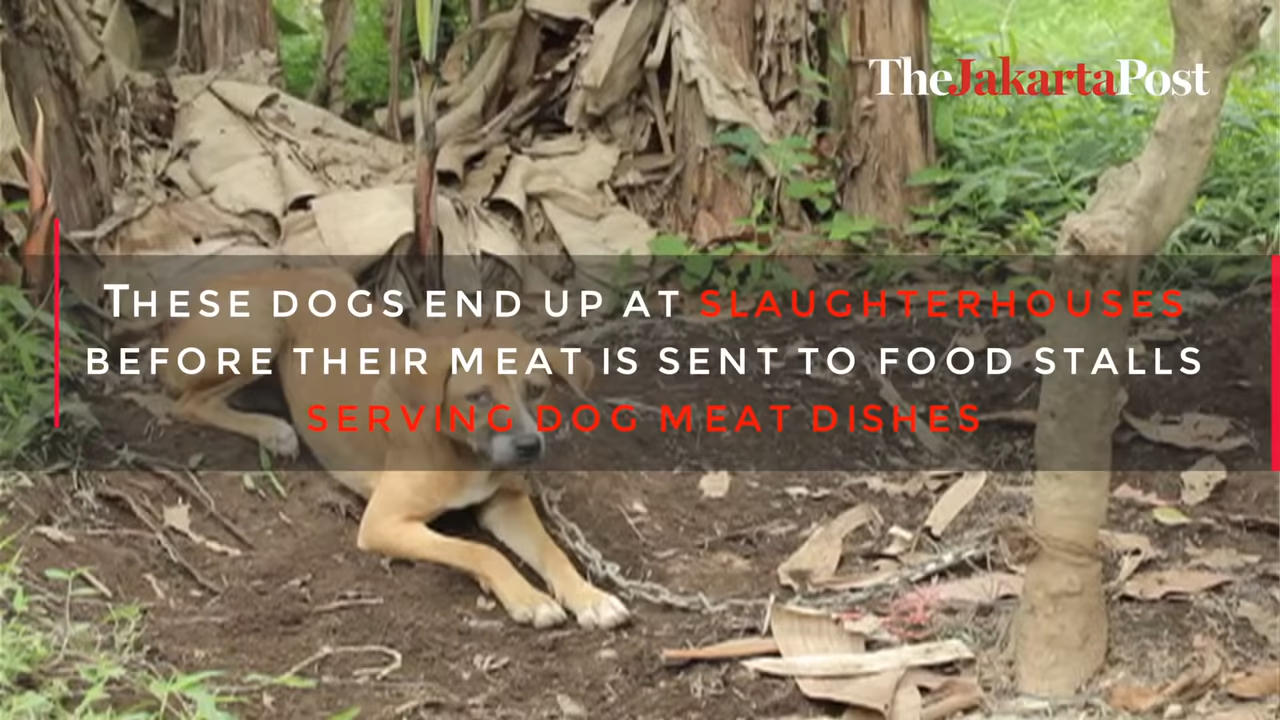 TheJakartaPost
THESE DOGS END UP AT SLAUGHTERHOUSES
BEFORE THEIR MEAT IS SENT TO FOOD STALLS
SERVING DOG MEAT DISHES